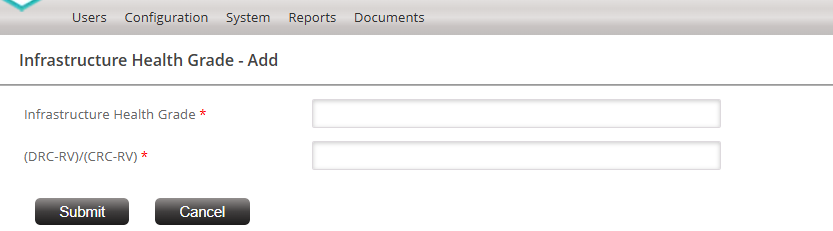 Users Configuration System Reports Documents
Infrastructure Health Grade - Add
Infrastructure Health Grade *
(DRC-RV)/(CRC-RV) *
Submit Cancel